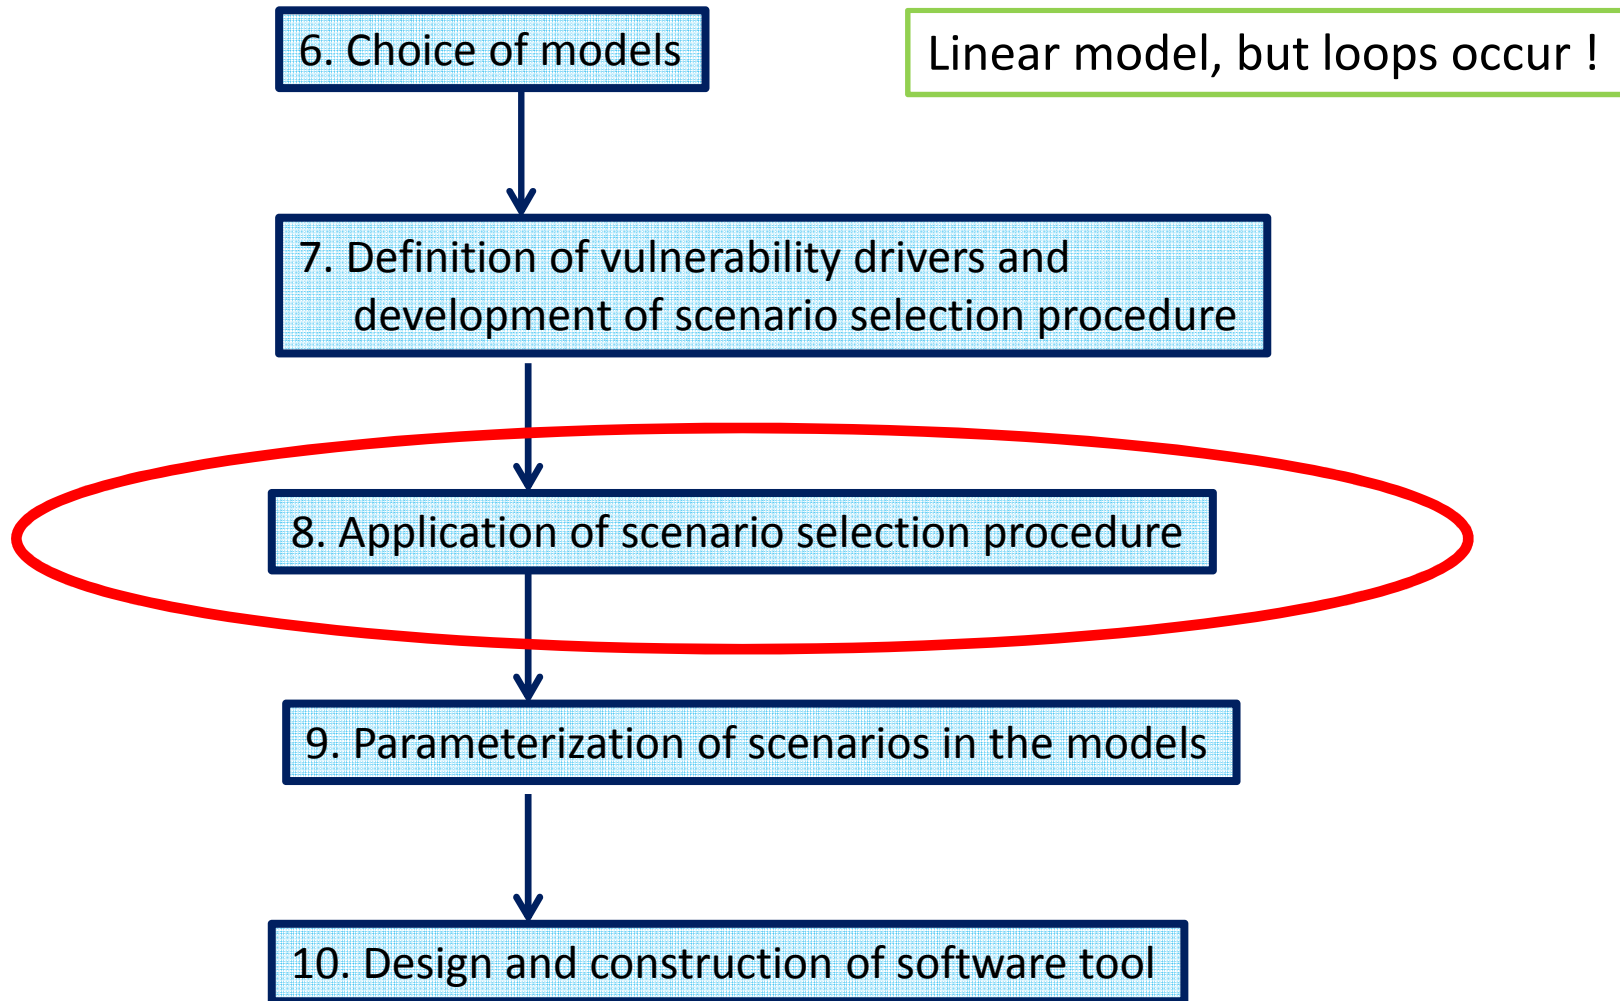 6. Choice of models
Linear model, but loops occur !
7. Definition of vulnerability drivers and
development of scenario selection procedure
8. Application of scenario selection procedure
9. Parameterization of scenarios in the models
10. Design and construction of software tool